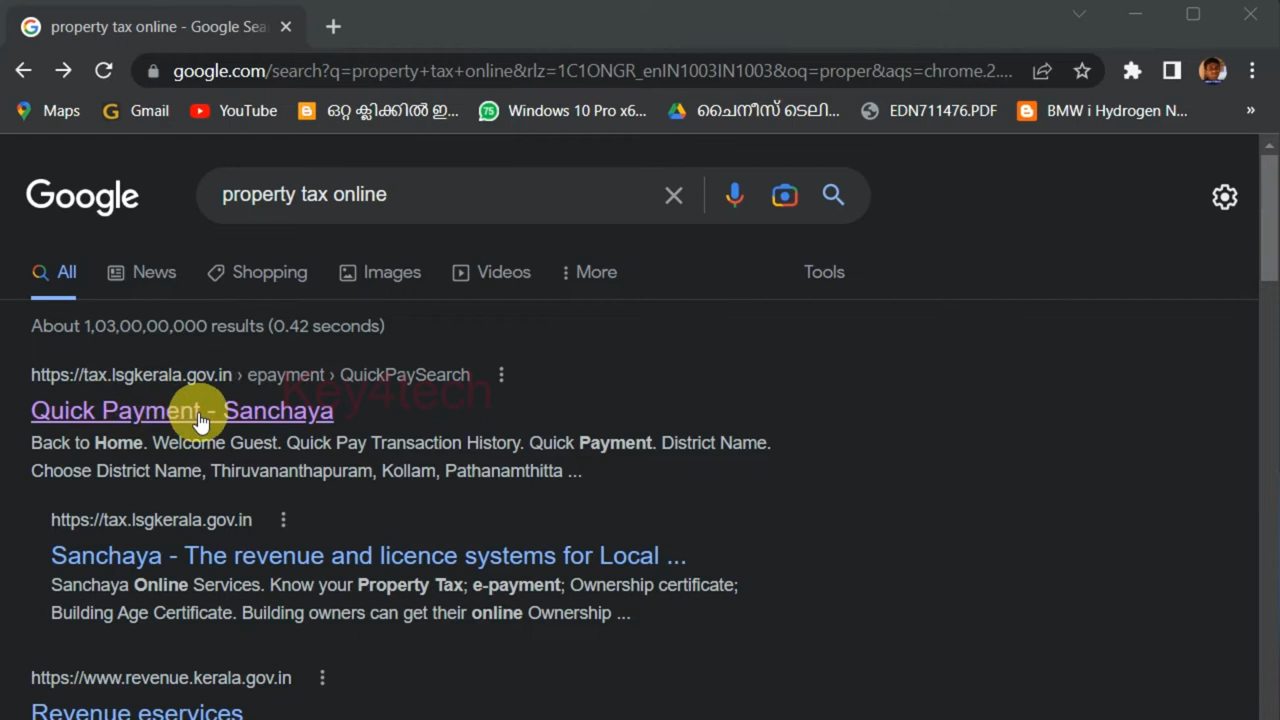 property tax online - Google Sea
google.com/search?q=property+tax+online&rlz=1C1ONGR_enIN1003IN1003&oq=proper&aqs=chrome.2....
Maps
Gmail
YouTube
ഒറ്റ ക്ലിക്കിൽ ഇ...
75
Windows 10 Pro x6...
ചൈനീസ് ടെലി...
EDN711476.PDF
BMW i Hydrogen N...
»
Google
property tax online
All
News
Shopping
Images
Videos
More
Tools
About 1,03,00,00,000 results (0.42 seconds)
https://tax.lsgkerala.gov.in › epayment › QuickPaySearch
Key4tech
Quick Payment - Sanchaya
Back to Home. Welcome Guest. Quick Pay Transaction History. Quick Payment. District Name.
Choose District Name, Thiruvananthapuram, Kollam, Pathanamthitta ...
https://tax.lsgkerala.gov.in
Sanchaya - The revenue and licence systems for Local ...
Sanchaya Online Services. Know your Property Tax; e-payment; Ownership certificate;
Building Age Certificate. Building owners can get their online Ownership ...
https://www.revenue.kerala.gov.in
Revenue eservices